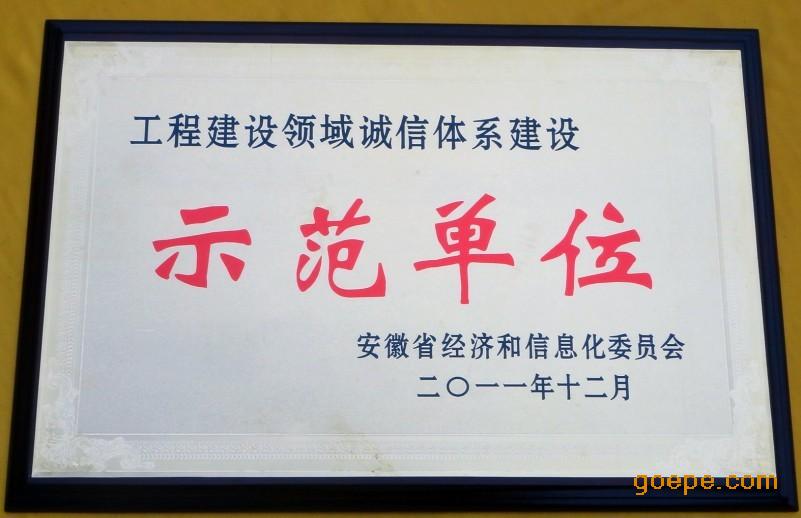 工程建设领域诚信体系建设
示范单位
安徽省经济和信息化委员会
二〇一一年十二月
goepe.com